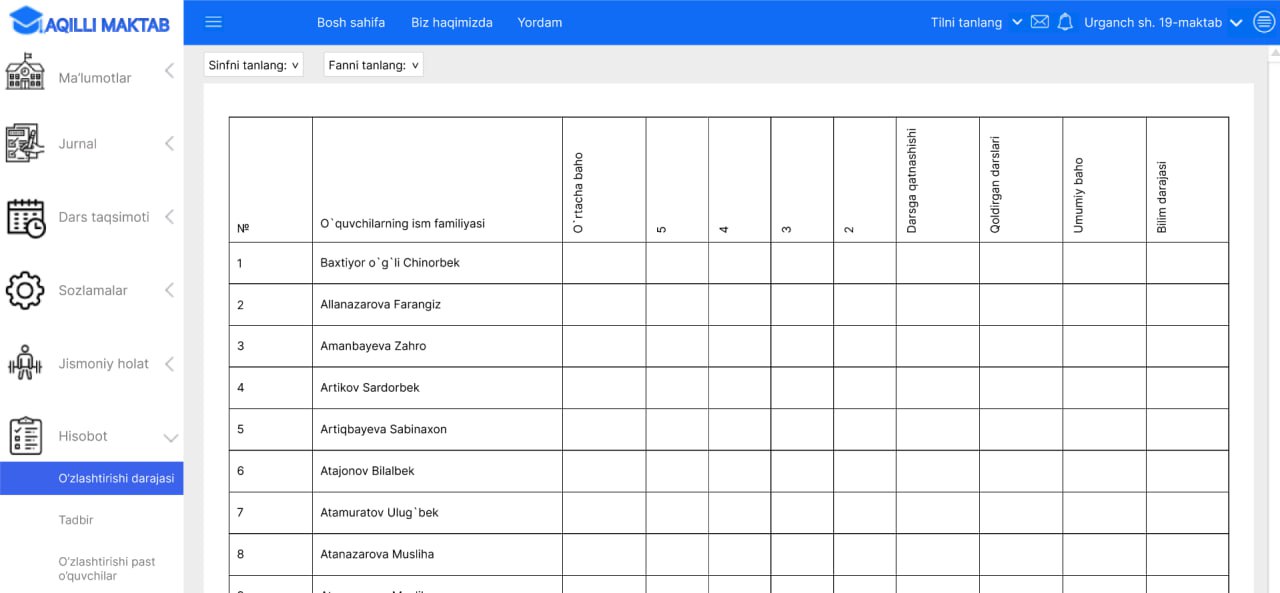 AQILLI MAKTAB
Bosh sahifa Biz haqimizda Yordam
Tilni tanlang Urganch sh. 19-maktab
Ma'lumotlar
Jurnal
Dars taqsimoti
Sozlamalar
Jismoniy holat
Hisobot
O'zlashtirishi darajasi
Tadbir
O'zlashtirishi past
o'quvchilar
Sinfni tanlang: v Fanni tanlang: v
№ O`quvchilarning ism familiyasi O`rtacha baho 5 4 3 2 Darsga qatnashishi Qoldirgan darslari Umumiy baho Bilim darajasi
1 Baxtiyor o`g`li Chinorbek
2 Allanazarova Farangiz
3 Amanbayeva Zahro
4 Artikov Sardorbek
5 Artiqbayeva Sabinaxon
6 Atajonov Bilalbek
7 Atamuratov Ulug`bek
8 Atanazarova Musliha